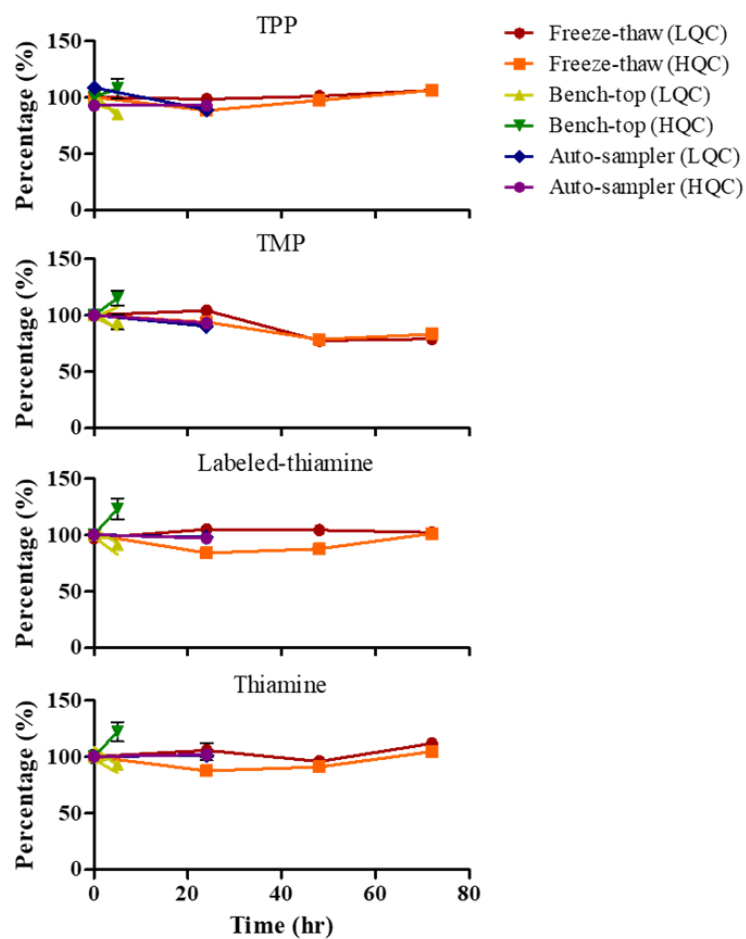 TPP
Percentage (%)
150
100
50
0
Freeze-thaw (LQC)
Freeze-thaw (HQC)
Bench-top (LQC)
Bench-top (HQC)
Auto-sampler (LQC)
Auto-sampler (HQC)
TMP
Percentage (%)
150
100
50
0
Labeled-thiamine
Percentage (%)
150
100
50
0
Thiamine
Percentage (%)
150
100
50
0
0 20 40 60 80
Time (hr)